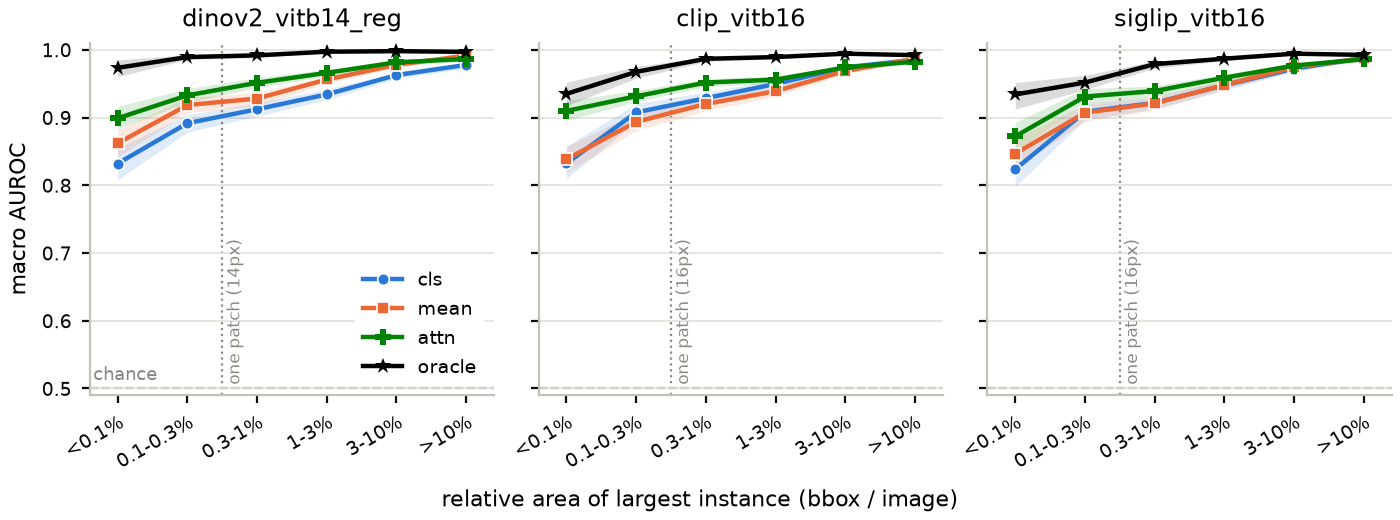 dinov2_vitb14_reg
clip_vitb16
siglip_vitb16
macro AUROC
1.0
0.9
0.8
0.7
0.6
0.5
chance
one patch (14px)
cls
mean
attn
oracle
one patch (16px)
one patch (16px)
<0.1%
0.1-0.3%
0.3-1%
1-3%
3-10%
>10%
<0.1%
0.1-0.3%
0.3-1%
1-3%
3-10%
>10%
<0.1%
0.1-0.3%
0.3-1%
1-3%
3-10%
>10%
relative area of largest instance (bbox / image)